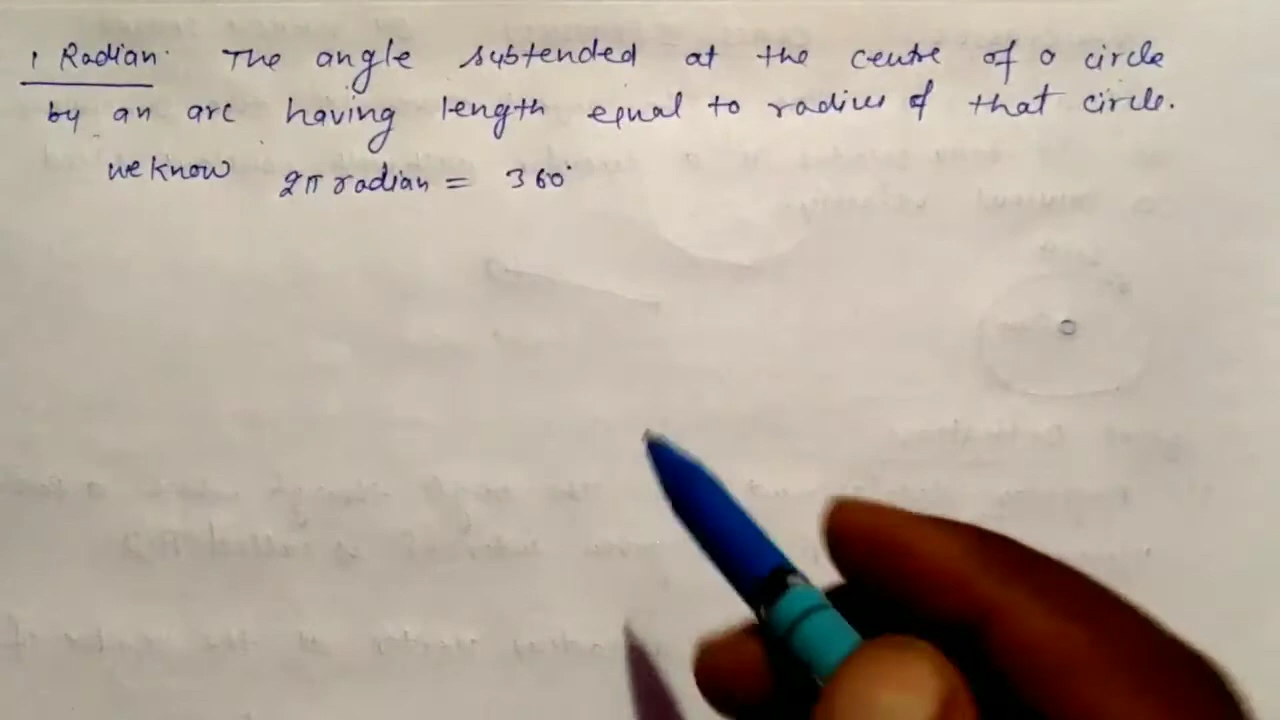 1 Radian. The angle subtended at the centre of a circle
by an arc having length equal to radius of that circle.
we know 2π radian = 360°